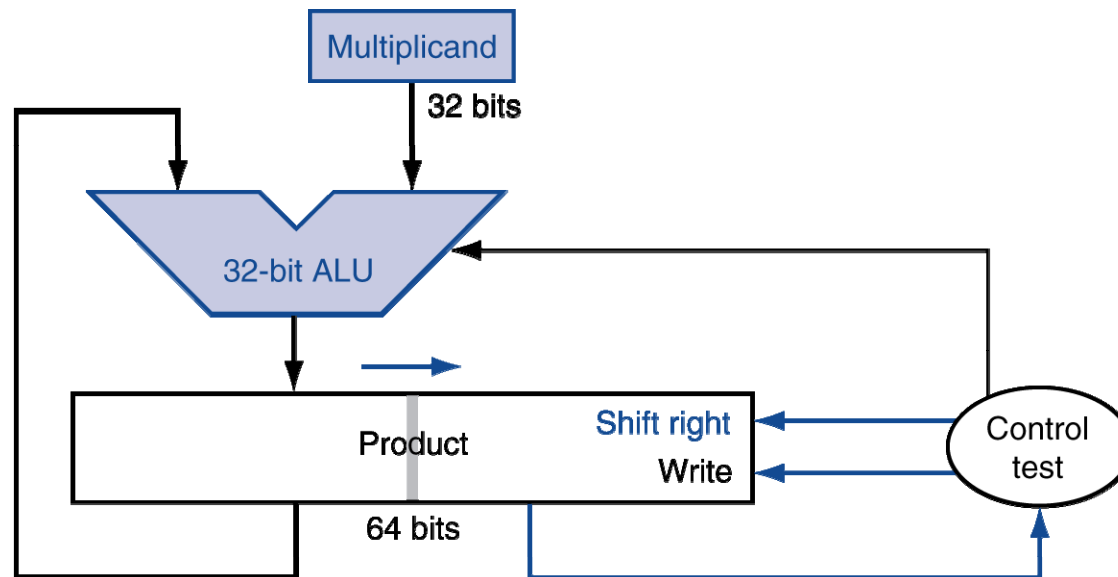 Multiplicand
32 bits
32-bit ALU
Product
Shift right
Write
64 bits
Control
test